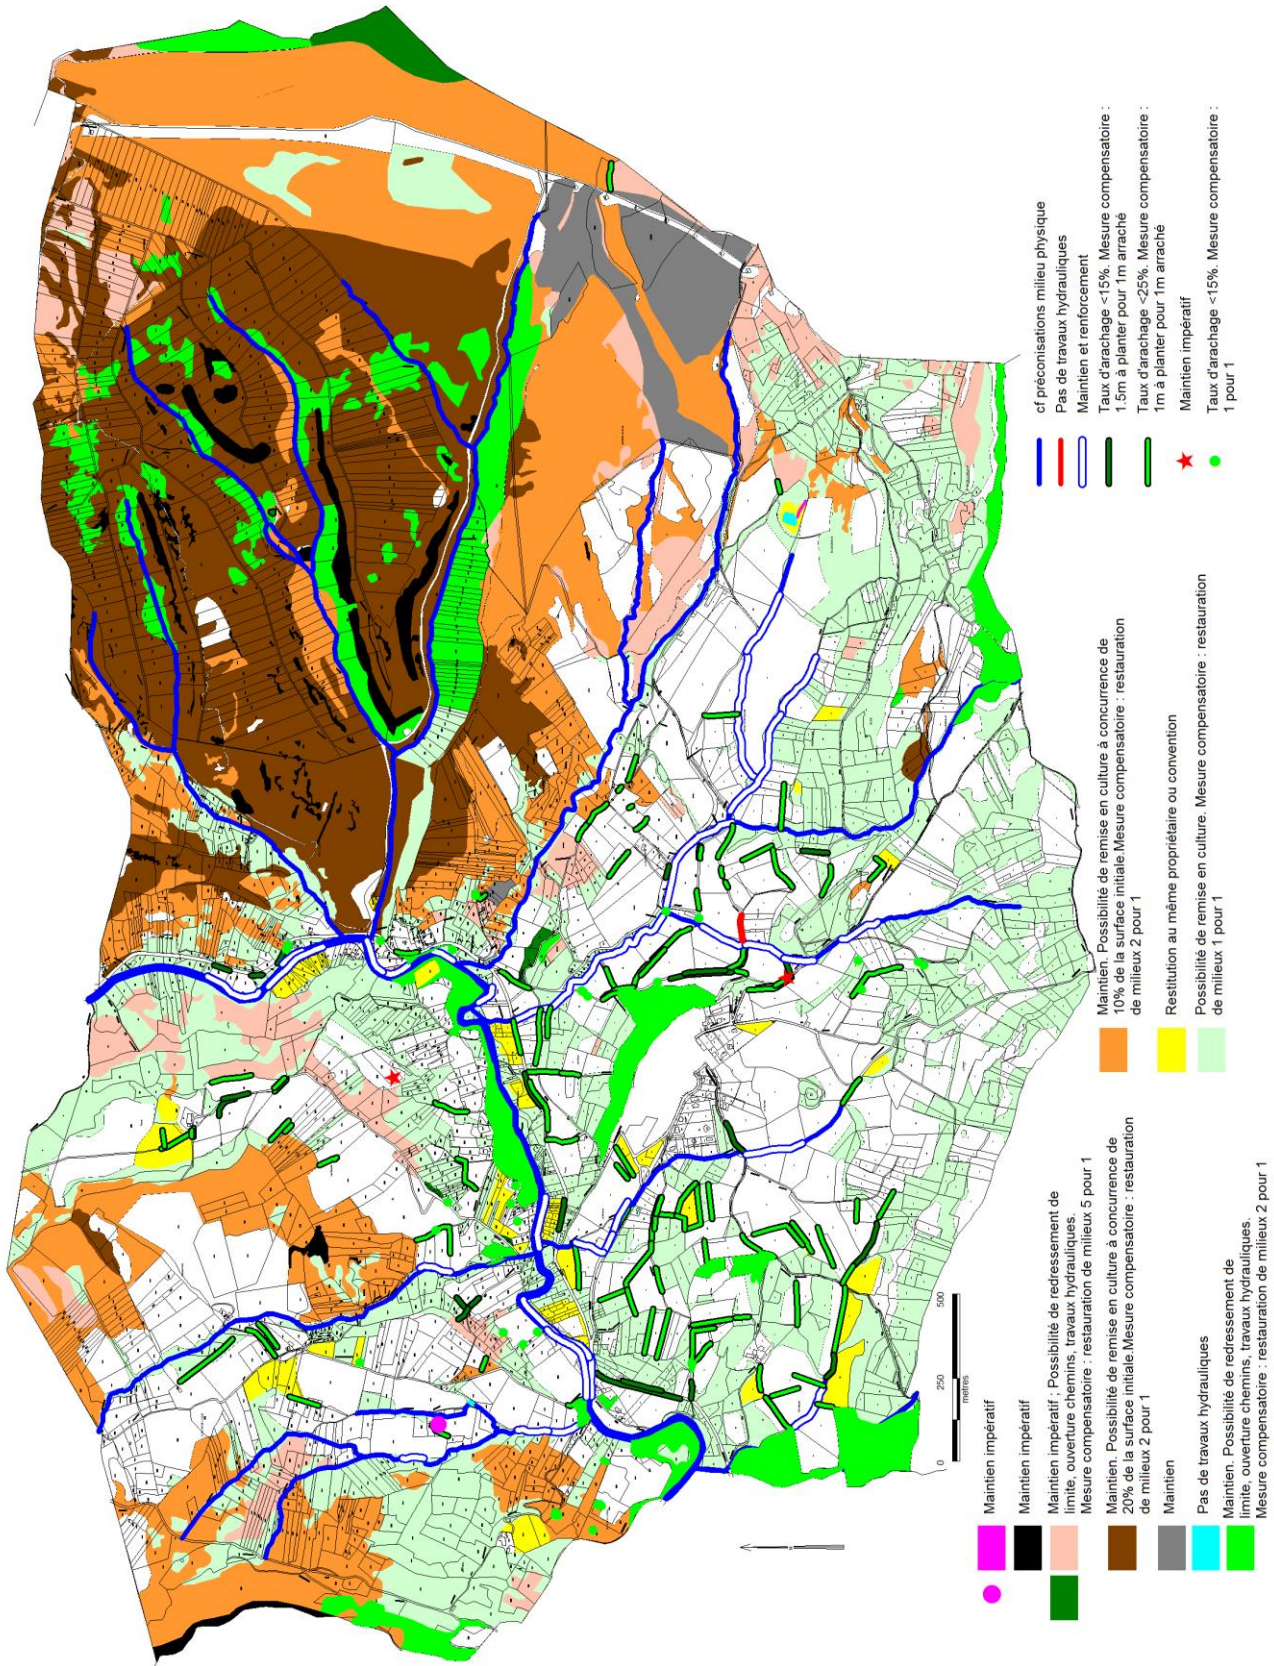 Maintien impératif
Maintien impératif
Maintien impératif ; Possibilité de redressement de
limite, ouverture chemins, travaux hydrauliques.
Mesure compensatoire : restauration de milieux 5 pour 1
Maintien. Possibilité de remise en culture à concurrence de
20% de la surface initiale.Mesure compensatoire : restauration
de milieux 2 pour 1
Maintien
Pas de travaux hydrauliques
Maintien. Possibilité de redressement de
limite, ouverture chemins, travaux hydrauliques.
Mesure compensatoire : restauration de milieux 2 pour 1
Maintien. Possibilité de remise en culture à concurrence de
10% de la surface initiale.Mesure compensatoire : restauration
de milieux 2 pour 1
Restitution au même propriétaire ou convention
Possibilité de remise en culture. Mesure compensatoire : restauration
de milieux 1 pour 1
cf préconisations milieu physique
Pas de travaux hydrauliques
Maintien et renforcement
Taux d'arachage <15%. Mesure compensatoire :
1.5m à planter pour 1m arraché
Taux d'arachage <25%. Mesure compensatoire :
1m à planter pour 1m arraché
Maintien impératif
Taux d'arachage <15%. Mesure compensatoire :
1 pour 1
0 250 500
metres